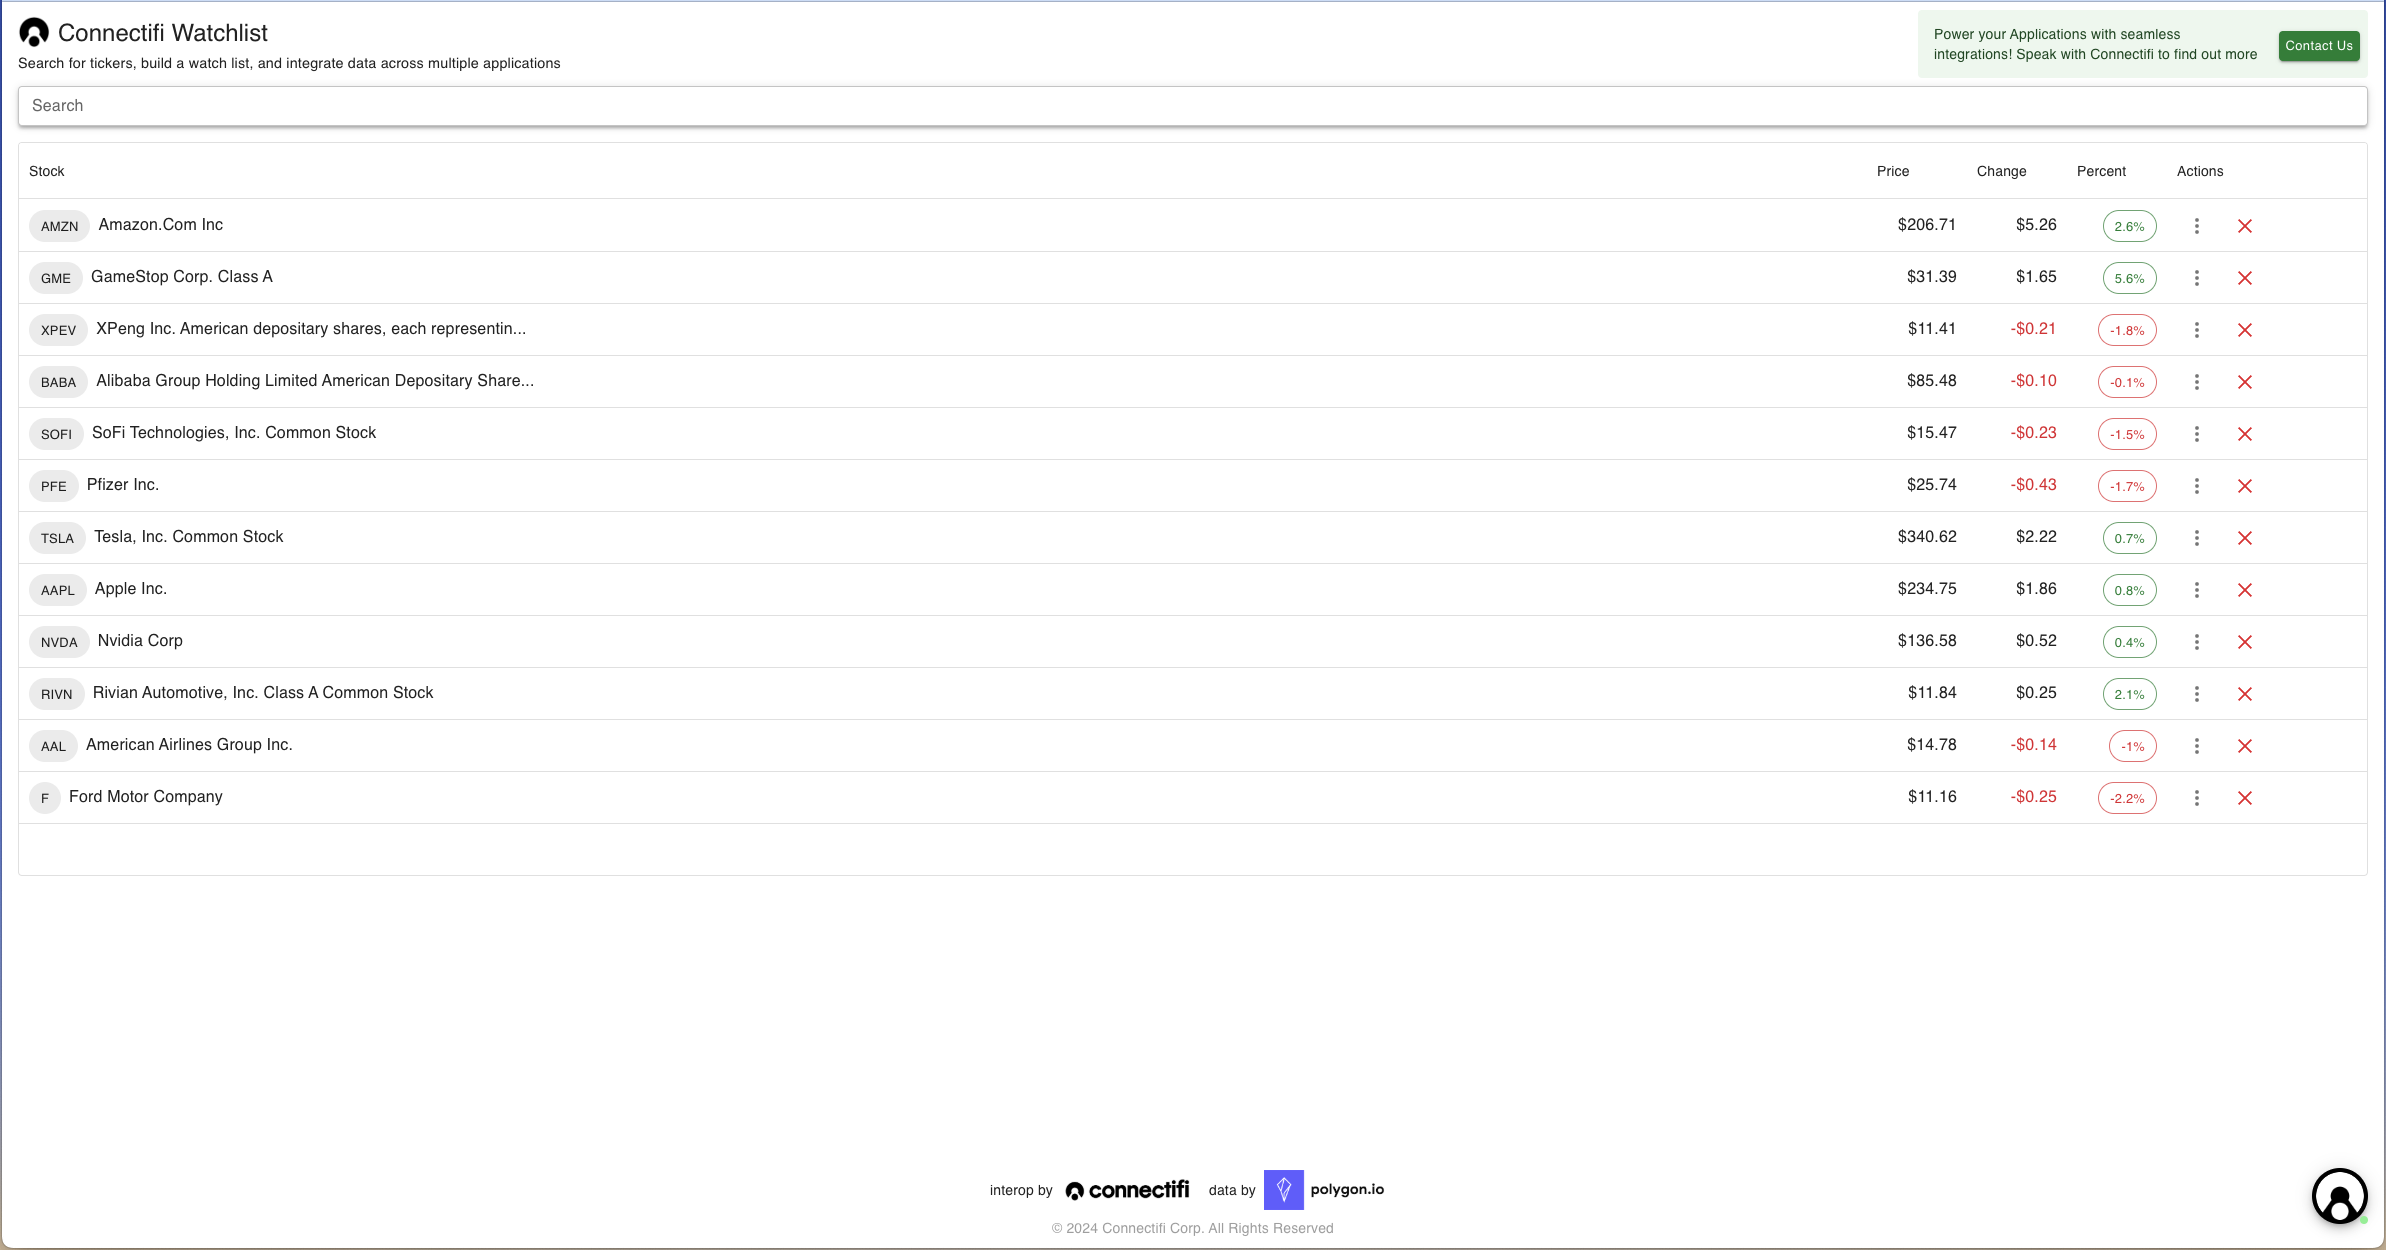 Connectifi Watchlist
Search for tickers, build a watch list, and integrate data across multiple applications
Power your Applications with seamless
integrations! Speak with Connectifi to find out more
Contact Us
Search
Stock Price Change Percent Actions
AMZN Amazon.Com Inc $206.71 $5.26 2.6%
GME GameStop Corp. Class A $31.39 $1.65 5.6%
XPEV XPeng Inc. American depositary shares, each representin... $11.41 -$0.21 -1.8%
BABA Alibaba Group Holding Limited American Depositary Share... $85.48 -$0.10 -0.1%
SOFI SoFi Technologies, Inc. Common Stock $15.47 -$0.23 -1.5%
PFE Pfizer Inc. $25.74 -$0.43 -1.7%
TSLA Tesla, Inc. Common Stock $340.62 $2.22 0.7%
AAPL Apple Inc. $234.75 $1.86 0.8%
NVDA Nvidia Corp $136.58 $0.52 0.4%
RIVN Rivian Automotive, Inc. Class A Common Stock $11.84 $0.25 2.1%
AAL American Airlines Group Inc. $14.78 -$0.14 -1%
F Ford Motor Company $11.16 -$0.25 -2.2%
interop by connectifi data by polygon.io
© 2024 Connectifi Corp. All Rights Reserved